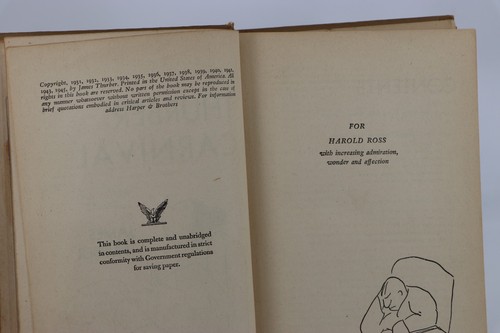 Copyright, 1931, 1932, 1933, 1934, 1935, 1936, 1937, 1938, 1939, 1940, 1941,
1942, 1945, by James Thurber. Printed in the United States of America. All
rights in this book are reserved. No part of the book may be reproduced in
any manner whatsoever without written permission except in the case of
brief quotations embodied in critical articles and reviews. For information
address Harper & Brothers
This book is complete and unabridged
in contents, and is manufactured in strict
conformity with Government regulations
for saving paper.
FOR
HAROLD ROSS
with increasing admiration,
wonder and affection